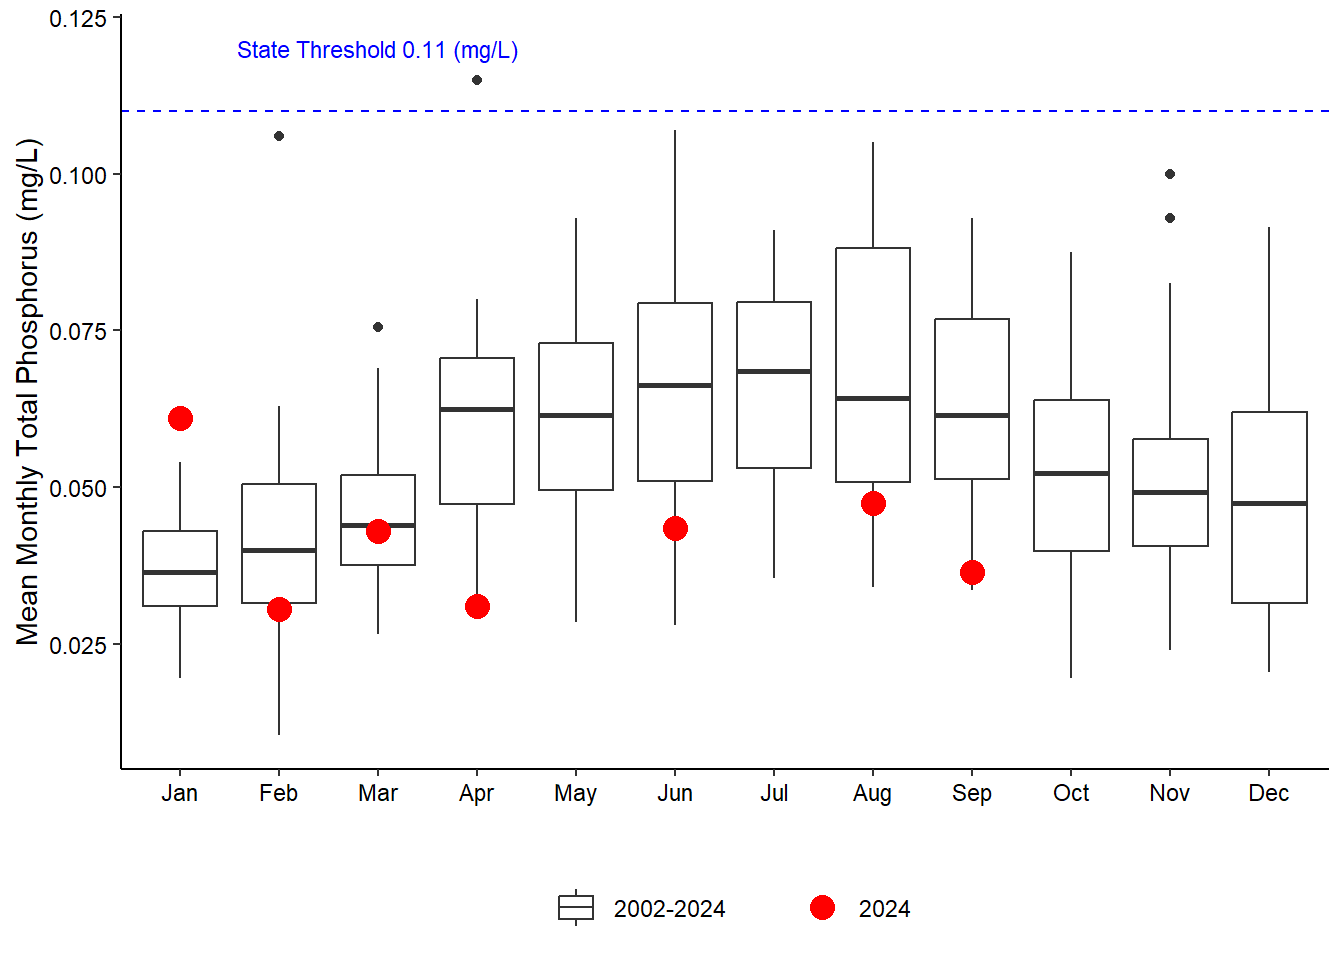 0.125
State Threshold 0.11 (mg/L)
0.100
0.075
0.050
0.025
Mean Monthly Total Phosphorus (mg/L)
Jan Feb Mar Apr May Jun Jul Aug Sep Oct Nov Dec
2002-2024 2024